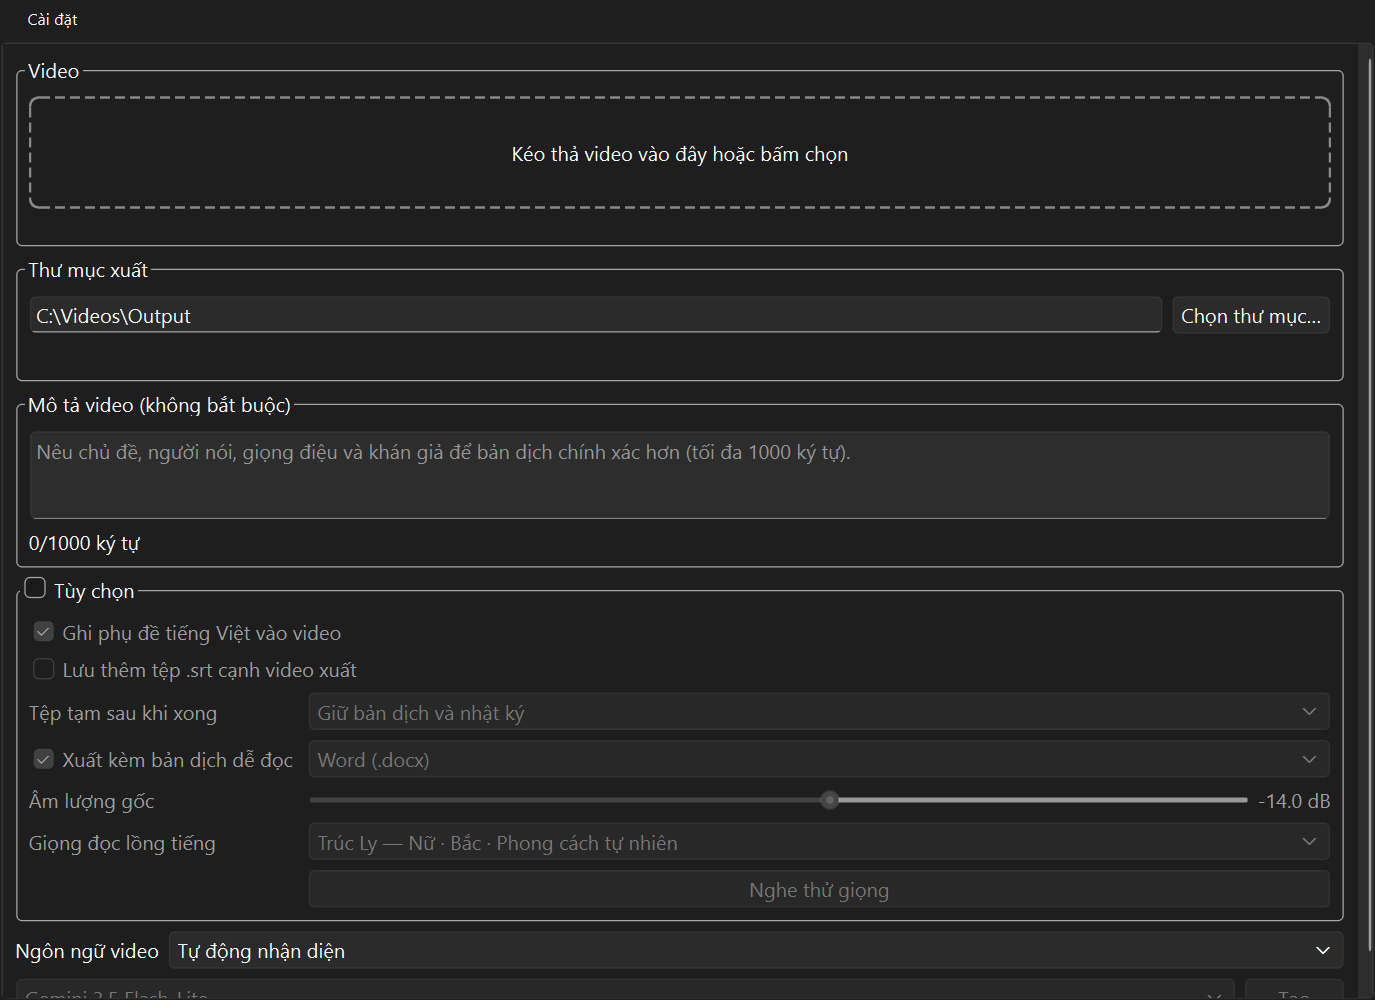 Cài đặt
Video
Kéo thả video vào đây hoặc bấm chọn
Thư mục xuất
C:\Videos\Output
Chọn thư mục...
Mô tả video (không bắt buộc)
Nêu chủ đề, người nói, giọng điệu và khán giả để bản dịch chính xác hơn (tối đa 1000 ký tự).
0/1000 ký tự
Tùy chọn
Ghi phụ đề tiếng Việt vào video
Lưu thêm tệp .srt cạnh video xuất
Tệp tạm sau khi xong
Giữ bản dịch và nhật ký
Xuất kèm bản dịch dễ đọc
Word (.docx)
Âm lượng gốc
-14.0 dB
Giọng đọc lồng tiếng
Trúc Ly — Nữ · Bắc · Phong cách tự nhiên
Nghe thử giọng
Ngôn ngữ video
Tự động nhận diện